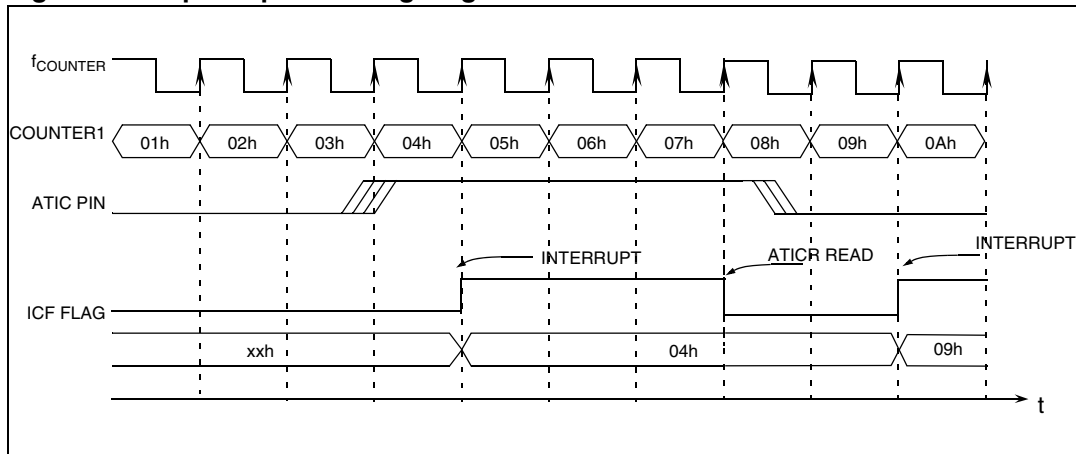 fCOUNTER
COUNTER1 01h 02h 03h 04h 05h 06h 07h 08h 09h 0Ah
ATIC PIN
INTERRUPT ATICR READ INTERRUPT
ICF FLAG
xxh 04h 09h
t